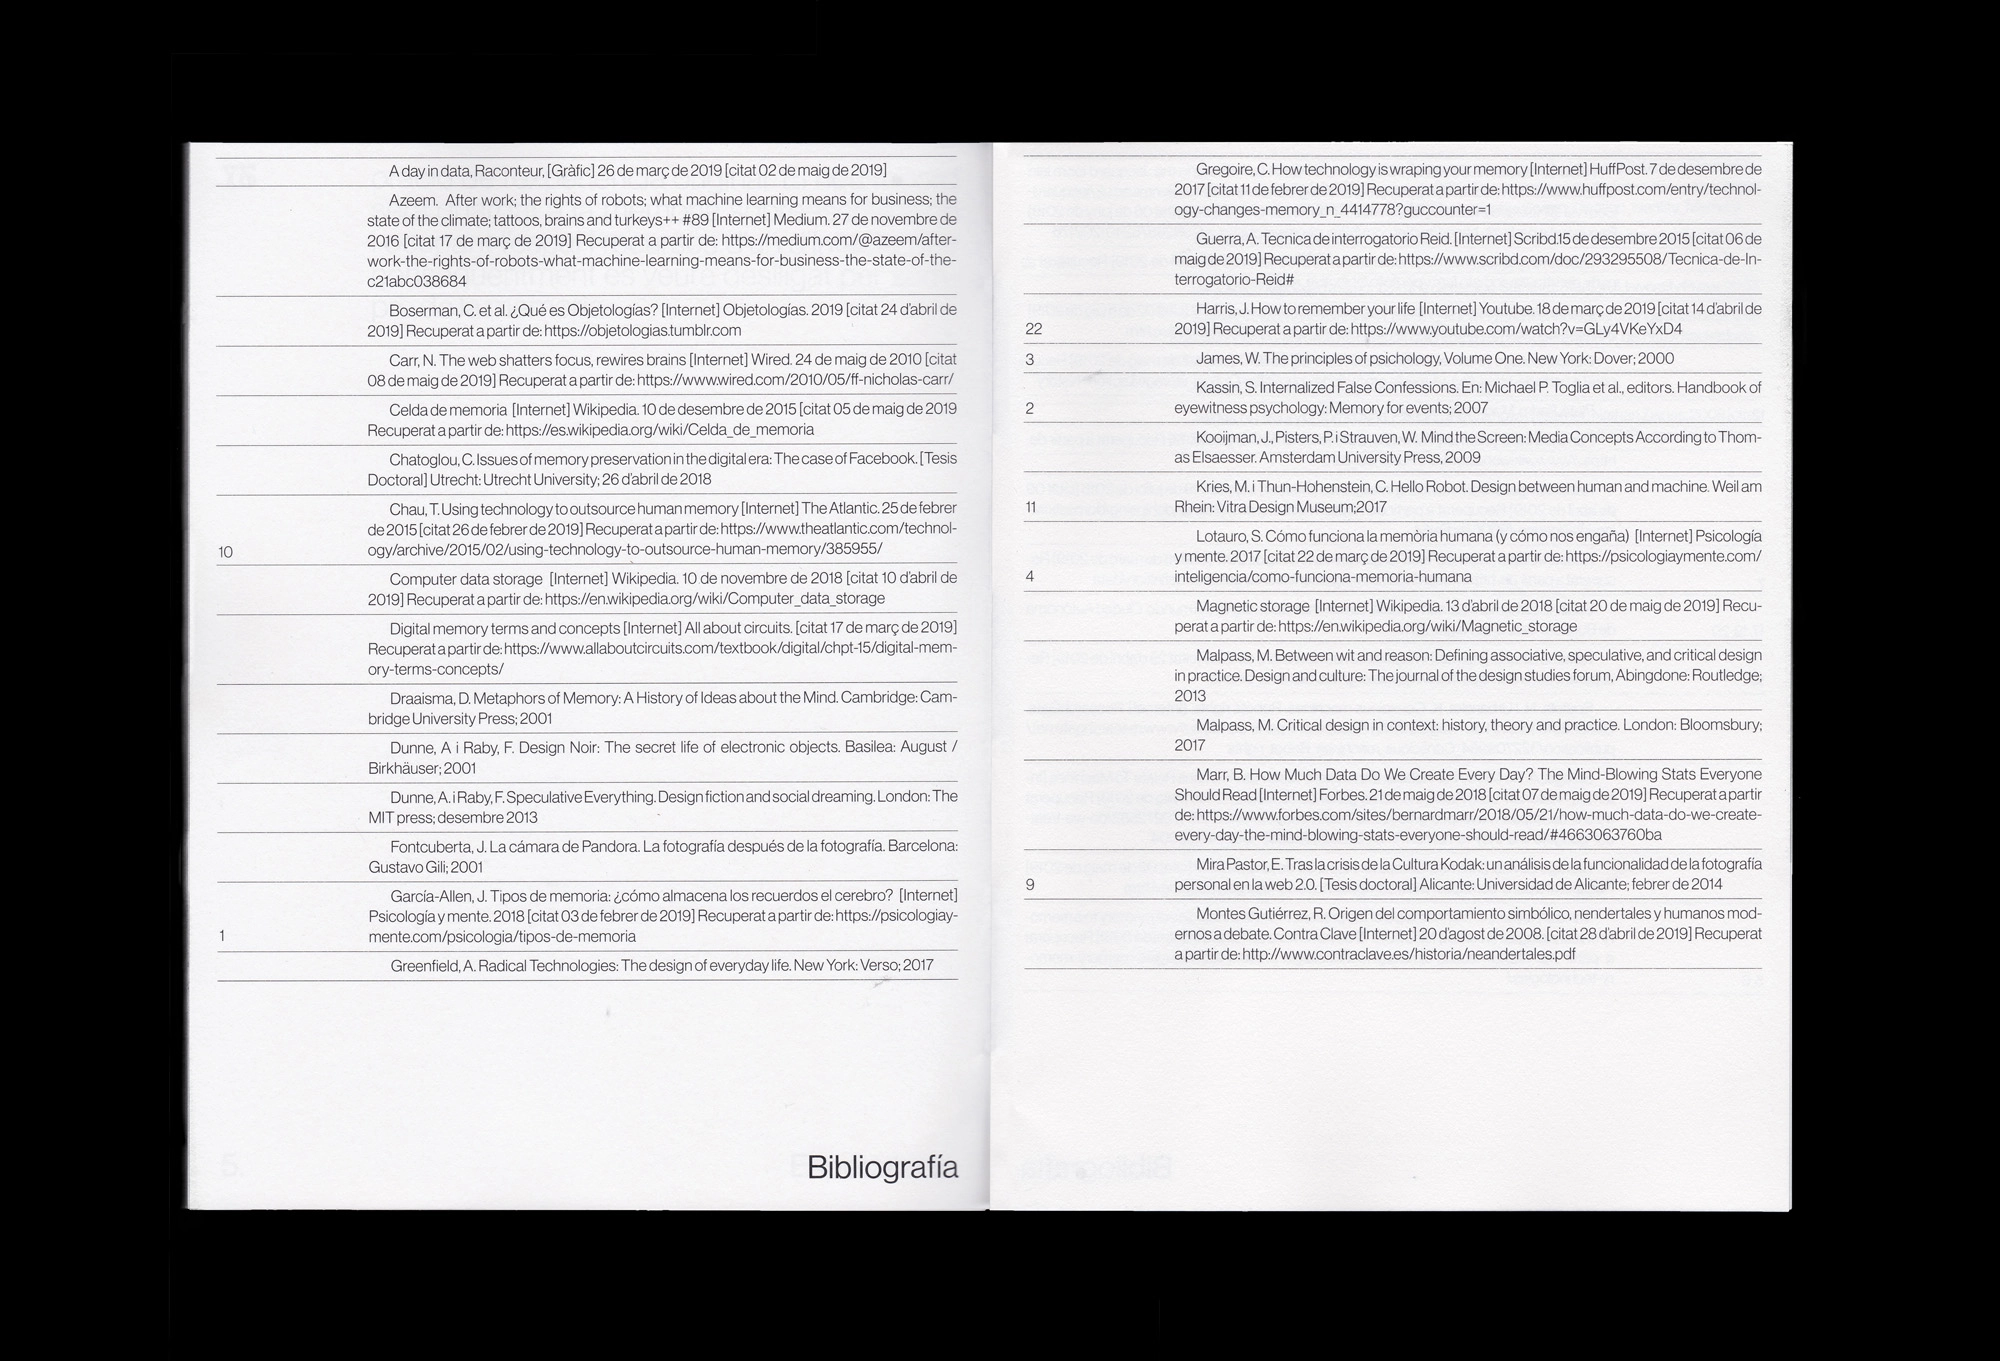 A day in data, Raconteur, [Gràfic] 26 de març de 2019 [citat 02 de maig de 2019]
Azeem. After work; the rights of robots; what machine learning means for business; the
state of the climate; tattoos, brains and turkeys++ #89 [Internet] Medium. 27 de novembre de
2016 [citat 17 de març de 2019] Recuperat a partir de: https://medium.com/@azeem/after-
work-the-rights-of-robots-what-machine-learning-means-for-business-the-state-of-the-
c21abc038684
Boserman, C. et al. ¿Qué es Objetologías? [Internet] Objetologías. 2019 [citat 24 d'abril de
2019] Recuperat a partir de: https://objetologias.tumblr.com
Carr, N. The web shatters focus, rewires brains [Internet] Wired. 24 de maig de 2010 [citat
08 de maig de 2019] Recuperat a partir de: https://www.wired.com/2010/05/ff-nicholas-carr/
Celda de memoria [Internet] Wikipedia. 10 de desembre de 2015 [citat 05 de maig de 2019
Recuperat a partir de: https://es.wikipedia.org/wiki/Celda_de_memoria
Chatoglou, C. Issues of memory preservation in the digital era: The case of Facebook. [Tesis
Doctoral] Utrecht: Utrecht University; 26 d'abril de 2018
Chau, T. Using technology to outsource human memory [Internet] The Atlantic. 25 de febrer
de 2015 [citat 26 de febrer de 2019] Recuperat a partir de: https://www.theatlantic.com/technol-
10 ogy/archive/2015/02/using-technology-to-outsource-human-memory/385955/
Computer data storage [Internet] Wikipedia. 10 de novembre de 2018 [citat 10 d'abril de
2019] Recuperat a partir de: https://en.wikipedia.org/wiki/Computer_data_storage
Digital memory terms and concepts [Internet] All about circuits. [citat 17 de març de 2019]
Recuperat a partir de: https://www.allaboutcircuits.com/textbook/digital/chpt-15/digital-mem-
ory-terms-concepts/
Draaisma, D. Metaphors of Memory: A History of Ideas about the Mind. Cambridge: Cam-
bridge University Press; 2001
Dunne, A i Raby, F. Design Noir: The secret life of electronic objects. Basilea: August /
Birkhäuser; 2001
Dunne, A. i Raby, F. Speculative Everything. Design fiction and social dreaming. London: The
MIT press; desembre 2013
Fontcuberta, J. La cámara de Pandora. La fotografía después de la fotografía. Barcelona:
Gustavo Gili; 2001
García-Allen, J. Tipos de memoria: ¿cómo almacena los recuerdos el cerebro? [Internet]
Psicología y mente. 2018 [citat 03 de febrer de 2019] Recuperat a partir de: https://psicologiay-
1 mente.com/psicologia/tipos-de-memoria
Greenfield, A. Radical Technologies: The design of everyday life. New York: Verso; 2017
Bibliografía
Gregoire, C. How technology is wraping your memory [Internet] HuffPost. 7 de desembre de
2017 [citat 11 de febrer de 2019] Recuperat a partir de: https://www.huffpost.com/entry/technol-
ogy-changes-memory_n_4414778?guccounter=1
Guerra, A. Tecnica de interrogatorio Reid. [Internet] Scribd.15 de desembre 2015 [citat 06 de
maig de 2019] Recuperat a partir de: https://www.scribd.com/doc/293295508/Tecnica-de-In-
terrogatorio-Reid#
Harris, J. How to remember your life [Internet] Youtube. 18 de març de 2019 [citat 14 d'abril de
22 2019] Recuperat a partir de: https://www.youtube.com/watch?v=GLy4VKeYxD4
3 James, W. The principles of psichology, Volume One. New York: Dover; 2000
Kassin, S. Internalized False Confessions. En: Michael P. Toglia et al., editors. Handbook of
2 eyewitness psychology: Memory for events; 2007
Kooijman, J., Pisters, P. i Strauven, W. Mind the Screen: Media Concepts According to Thom-
as Elsaesser. Amsterdam University Press, 2009
Kries, M. i Thun-Hohenstein, C. Hello Robot. Design between human and machine. Weil am
11 Rhein: Vitra Design Museum;2017
Lotauro, S. Cómo funciona la memòria humana (y cómo nos engaña) [Internet] Psicología
y mente. 2017 [citat 22 de març de 2019] Recuperat a partir de: https://psicologiaymente.com/
4 inteligencia/como-funciona-memoria-humana
Magnetic storage [Internet] Wikipedia. 13 d'abril de 2018 [citat 20 de maig de 2019] Recu-
perat a partir de: https://en.wikipedia.org/wiki/Magnetic_storage
Malpass, M. Between wit and reason: Defining associative, speculative, and critical design
in practice. Design and culture: The journal of the design studies forum, Abingdone: Routledge;
2013
Malpass, M. Critical design in context: history, theory and practice. London: Bloomsbury;
2017
Marr, B. How Much Data Do We Create Every Day? The Mind-Blowing Stats Everyone
Should Read [Internet] Forbes. 21 de maig de 2018 [citat 07 de maig de 2019] Recuperat a partir
de: https://www.forbes.com/sites/bernardmarr/2018/05/21/how-much-data-do-we-create-
every-day-the-mind-blowing-stats-everyone-should-read/#4663063760ba
Mira Pastor, E. Tras la crisis de la Cultura Kodak: un análisis de la funcionalidad de la fotografía
9 personal en la web 2.0. [Tesis doctoral] Alicante: Universidad de Alicante; febrer de 2014
Montes Gutiérrez, R. Origen del comportamiento simbólico, nendertales y humanos mod-
ernos a debate. Contra Clave [Internet] 20 d'agost de 2008. [citat 28 d'abril de 2019] Recuperat
a partir de: http://www.contraclave.es/historia/neandertales.pdf